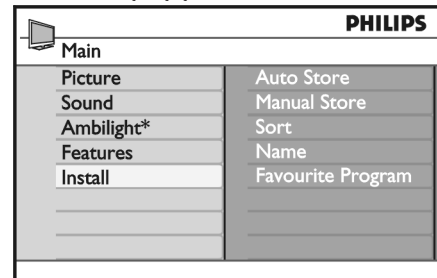 PHILIPS
Main
Picture
Sound
Ambilight*
Features
Install
Auto Store
Manual Store
Sort
Name
Favourite Program